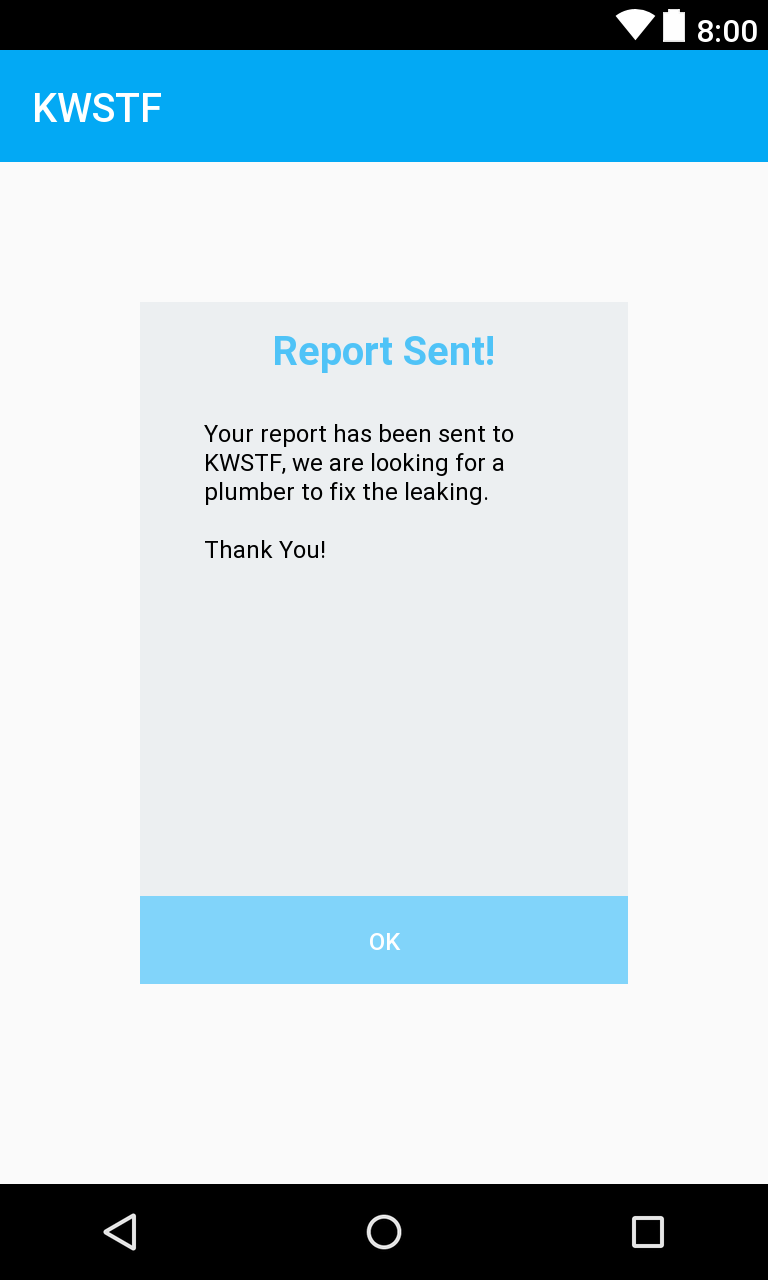 8:00
KWSTF
Report Sent!
Your report has been sent to
KWSTF, we are looking for a
plumber to fix the leaking.
Thank You!
OK